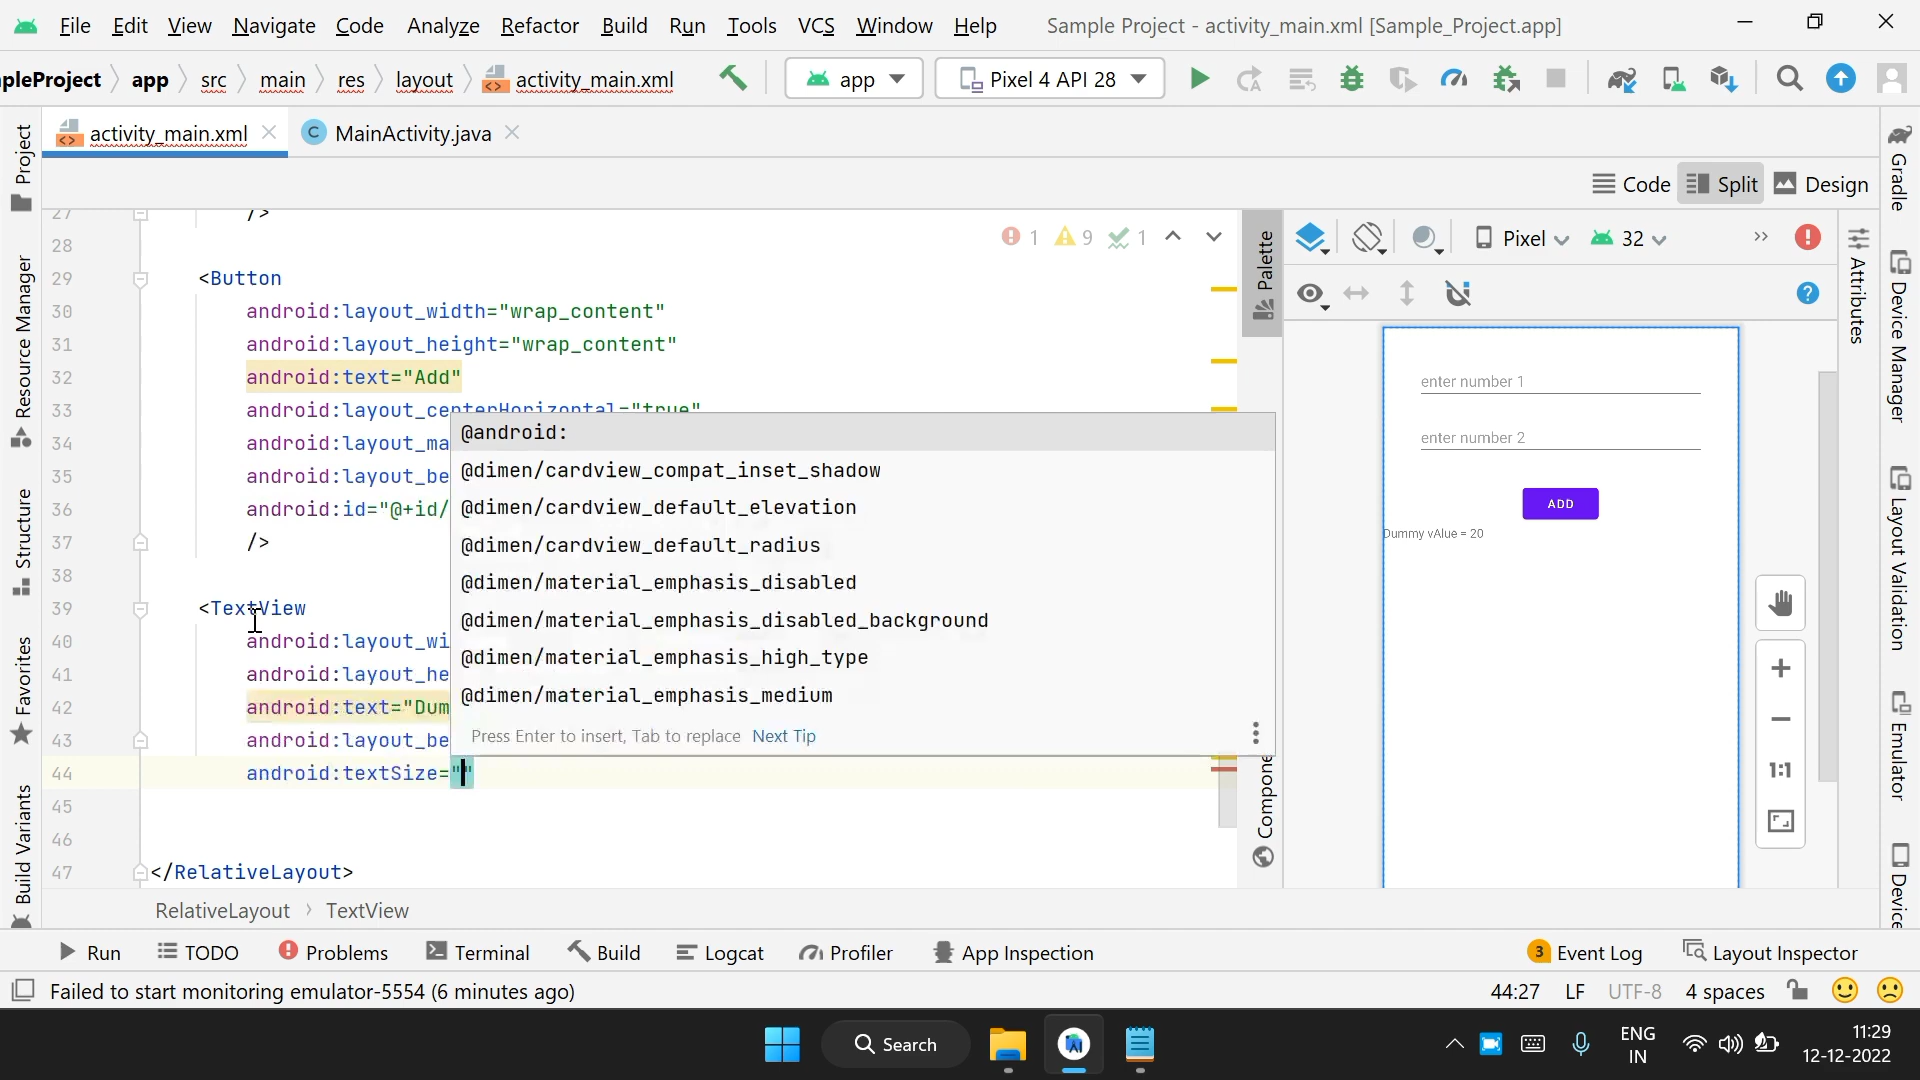 File Edit View Navigate Code Analyze Refactor Build Run Tools VCS Window Help Sample Project - activity_main.xml [Sample_Project.app]
pleProject app src main res layout activity_main.xml app Pixel 4 API 28
activity_main.xml MainActivity.java
Code Split Design
Project
Resource Manager
Structure
Favorites
Build Variants
27 />
28
29 <Button
30 android:layout_width="wrap_content"
31 android:layout_height="wrap_content"
32 android:text="Add"
33 android:layout_centerHorizontal="true"
34 android:layout_ma
35 android:layout_be
36 android:id="@+id/
37 />
38
39 <TextView
40 android:layout_wi
41 android:layout_he
42 android:text="Dum
43 android:layout_be
44 android:textSize=""
45
46
47 </RelativeLayout>
1 9 1
@android:
@dimen/cardview_compat_inset_shadow
@dimen/cardview_default_elevation
@dimen/cardview_default_radius
@dimen/material_emphasis_disabled
@dimen/material_emphasis_disabled_background
@dimen/material_emphasis_high_type
@dimen/material_emphasis_medium
Press Enter to insert, Tab to replace Next Tip
Palette
Compone
Pixel 32
enter number 1
enter number 2
ADD
Dummy vAlue = 20
1:1
Attributes
Gradle
Device Manager
Layout Validation
Emulator
Device
RelativeLayout TextView
Run TODO Problems Terminal Build Logcat Profiler App Inspection 3 Event Log Layout Inspector
Failed to start monitoring emulator-5554 (6 minutes ago) 44:27 LF UTF-8 4 spaces
Search
ENG
IN
11:29
12-12-2022